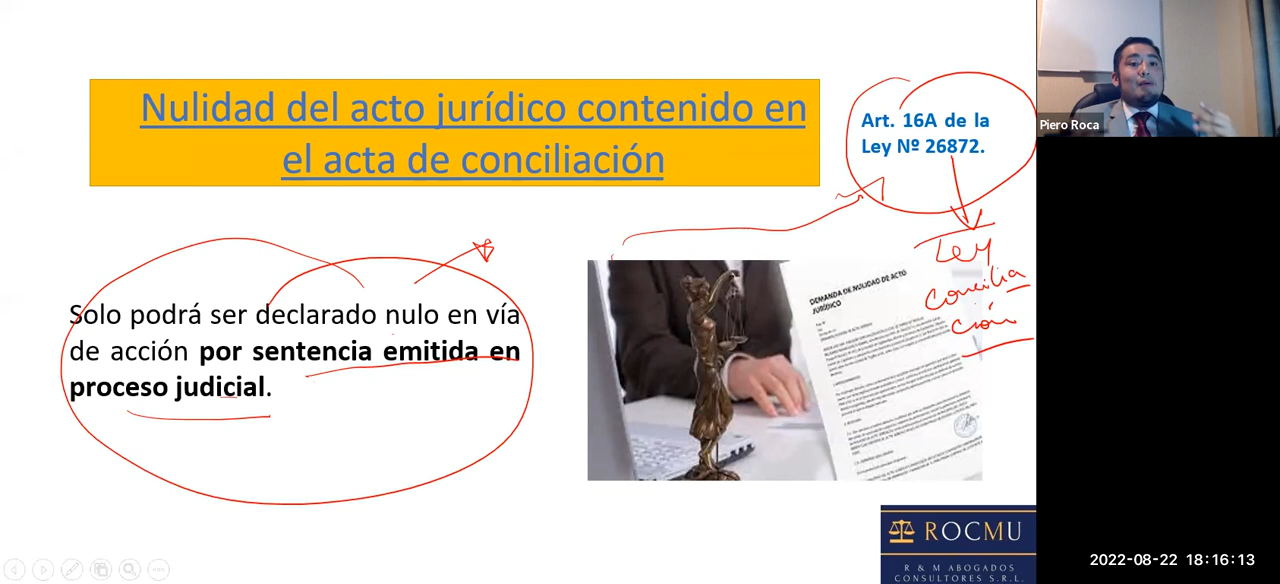 Nulidad del acto jurídico contenido en
el acta de conciliación
Art. 16A de la
Ley Nº 26872.
Piero Roca
Ley
Concilia
ción
Solo podrá ser declarado nulo en vía
de acción por sentencia emitida en
proceso judicial.
DEMANDA DE NULIDAD DE ACTO
JURÍDICO
ROCMU
R & M ABOGADOS
CONSULTORES S.R.L.
2022-08-22 18:16:13